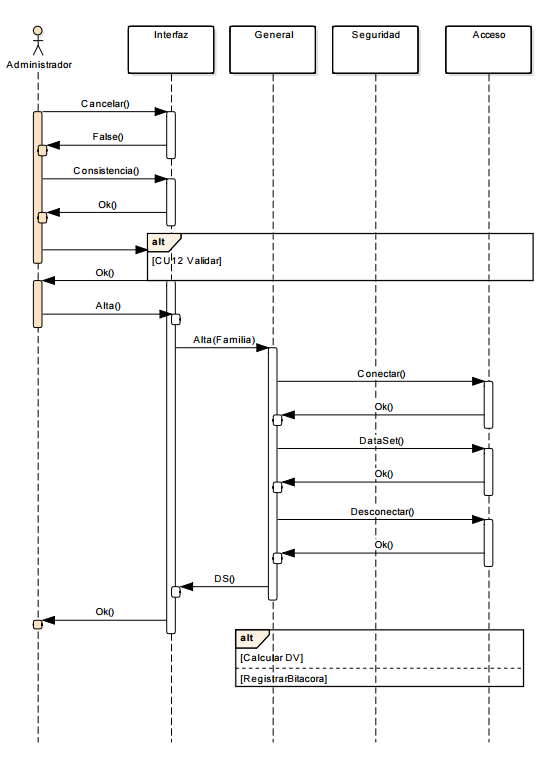 Interfaz
General
Seguridad
Acceso
Administrador
Cancelar()
False()
Consistencia()
Ok()
alt
[CU12 Validar]
Ok()
Alta()
Alta(Familia)
Conectar()
Ok()
DataSet()
Ok()
Desconectar()
Ok()
DS()
Ok()
alt
[Calcular DV]
[RegistrarBitacora]